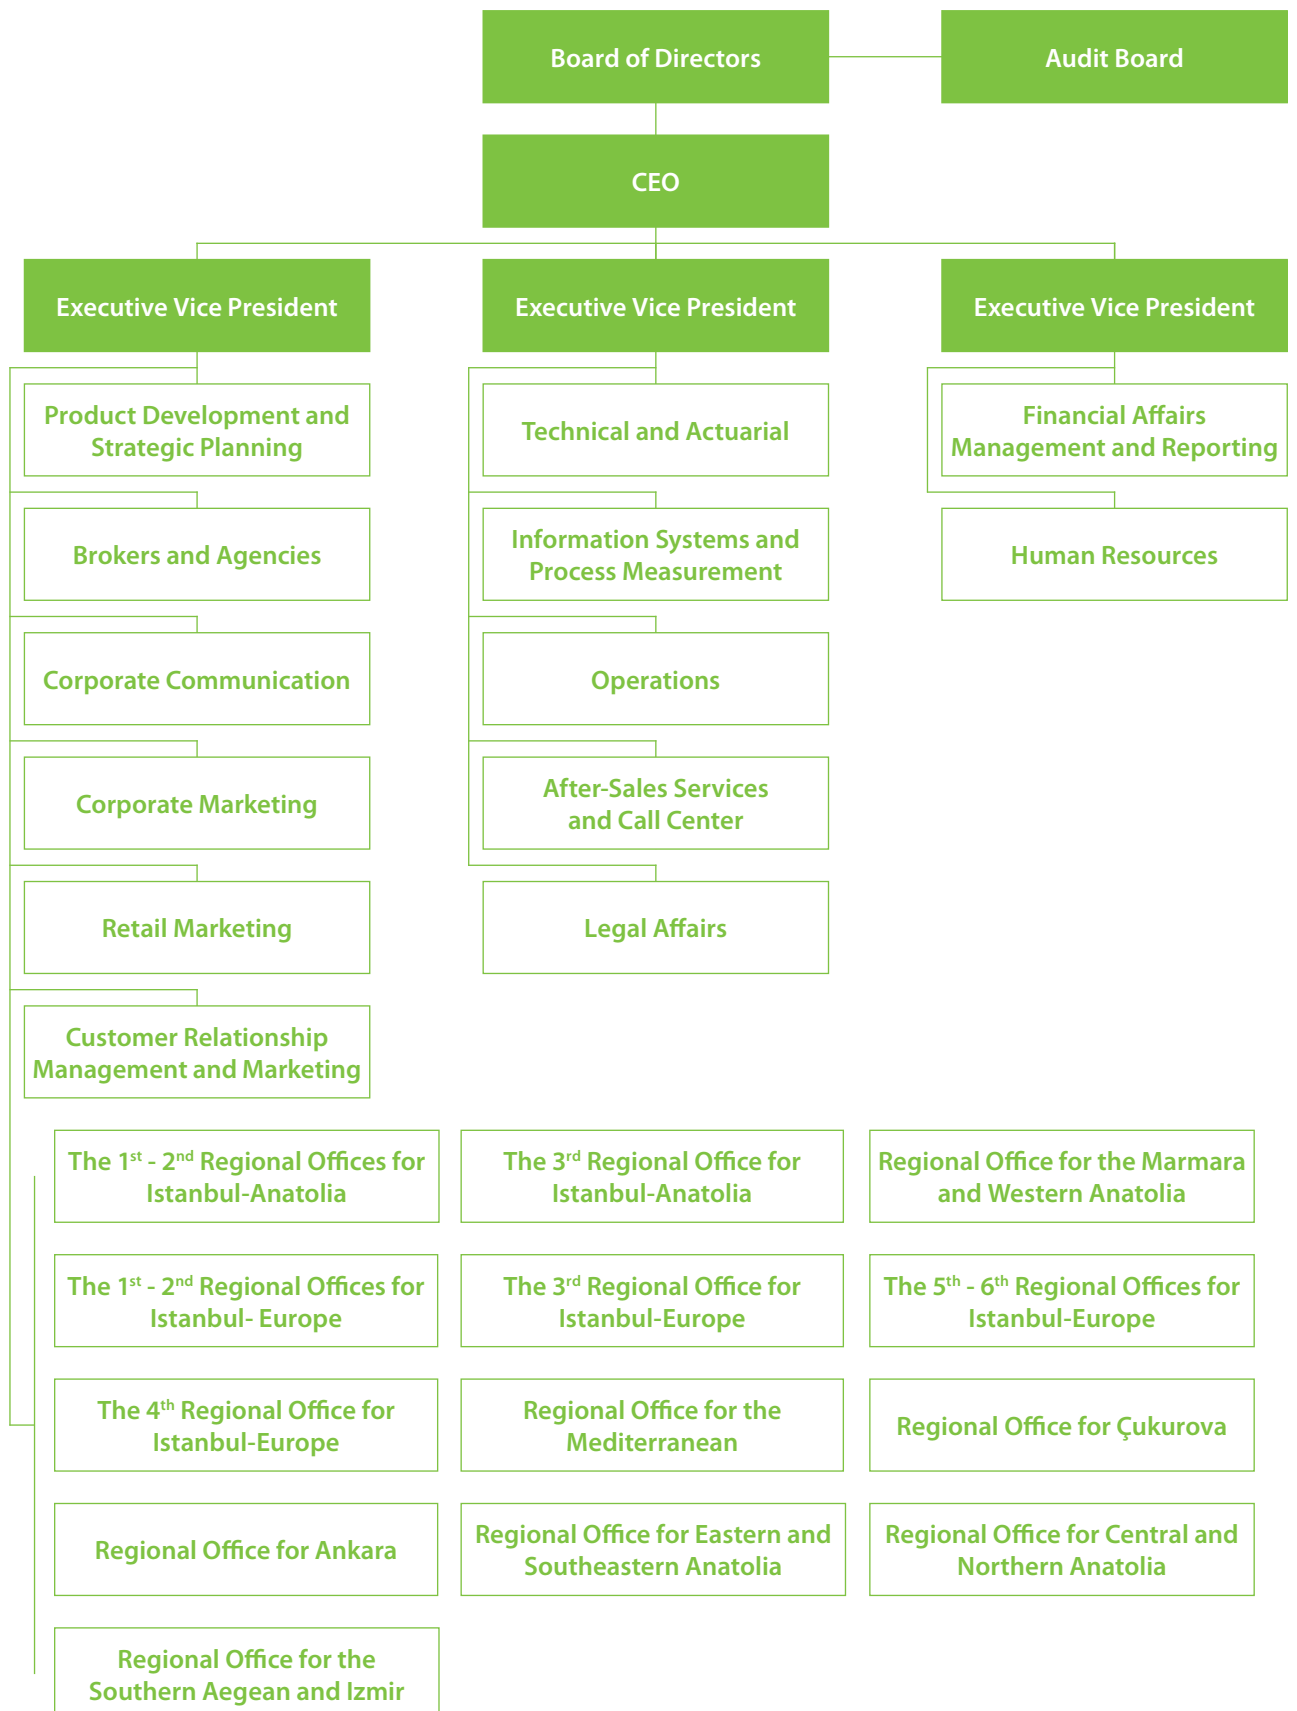 Board of Directors
Audit Board
CEO
Executive Vice President
Executive Vice President
Executive Vice President
Product Development and
Strategic Planning
Technical and Actuarial
Financial Affairs
Management and Reporting
Brokers and Agencies
Information Systems and
Process Measurement
Human Resources
Corporate Communication
Operations
Corporate Marketing
After-Sales Services
and Call Center
Retail Marketing
Legal Affairs
Customer Relationship
Management and Marketing
The 1st - 2nd Regional Offices for
Istanbul-Anatolia
The 3rd Regional Office for
Istanbul-Anatolia
Regional Office for the Marmara
and Western Anatolia
The 1st - 2nd Regional Offices for
Istanbul- Europe
The 3rd Regional Office for
Istanbul-Europe
The 5th - 6th Regional Offices for
Istanbul-Europe
The 4th Regional Office for
Istanbul-Europe
Regional Office for the
Mediterranean
Regional Office for Çukurova
Regional Office for Ankara
Regional Office for Eastern and
Southeastern Anatolia
Regional Office for Central and
Northern Anatolia
Regional Office for the
Southern Aegean and Izmir